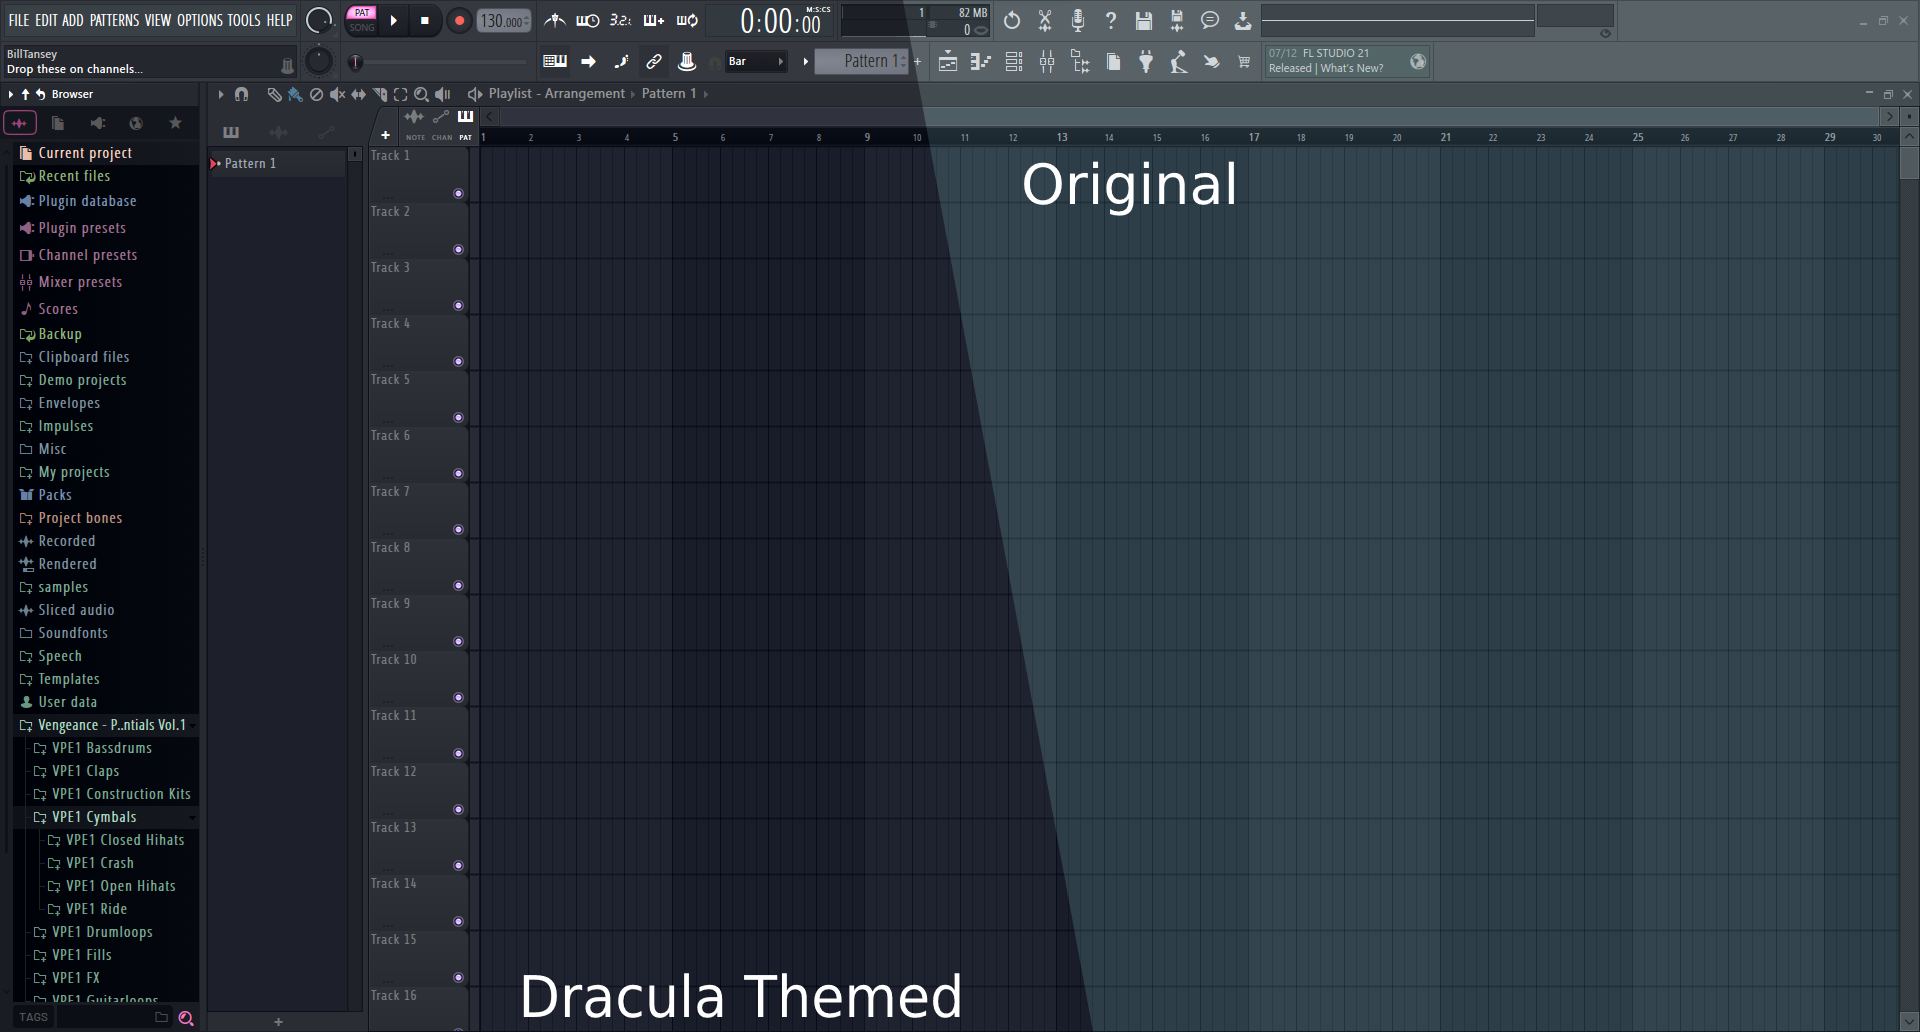 FILE EDIT ADD PATTERNS VIEW OPTIONS TOOLS HELP
PAT
SONG
130.000
3.2.
0:00:00
M:S:CS
1
82 MB
0
BillTansey
Drop these on channels...
Bar
Pattern 1
07/12 FL STUDIO 21
Released | What's New?
Browser
Playlist - Arrangement › Pattern 1
NOTE CHAN PAT
1 2 3 4 5 6 7 8 9 10 11 12 13 14 15 16 17 18 19 20 21 22 23 24 25 26 27 28 29 30
Current project
Recent files
Plugin database
Plugin presets
Channel presets
Mixer presets
Scores
Backup
Clipboard files
Demo projects
Envelopes
Impulses
Misc
My projects
Packs
Project bones
Recorded
Rendered
samples
Sliced audio
Soundfonts
Speech
Templates
User data
Vengeance - P..ntials Vol.1
VPE1 Bassdrums
VPE1 Claps
VPE1 Construction Kits
VPE1 Cymbals
VPE1 Closed Hihats
VPE1 Crash
VPE1 Open Hihats
VPE1 Ride
VPE1 Drumloops
VPE1 Fills
VPE1 FX
VPE1 Guitarloops
TAGS
Pattern 1
Track 1
Track 2
Track 3
Track 4
Track 5
Track 6
Track 7
Track 8
Track 9
Track 10
Track 11
Track 12
Track 13
Track 14
Track 15
Track 16
Original
Dracula Themed